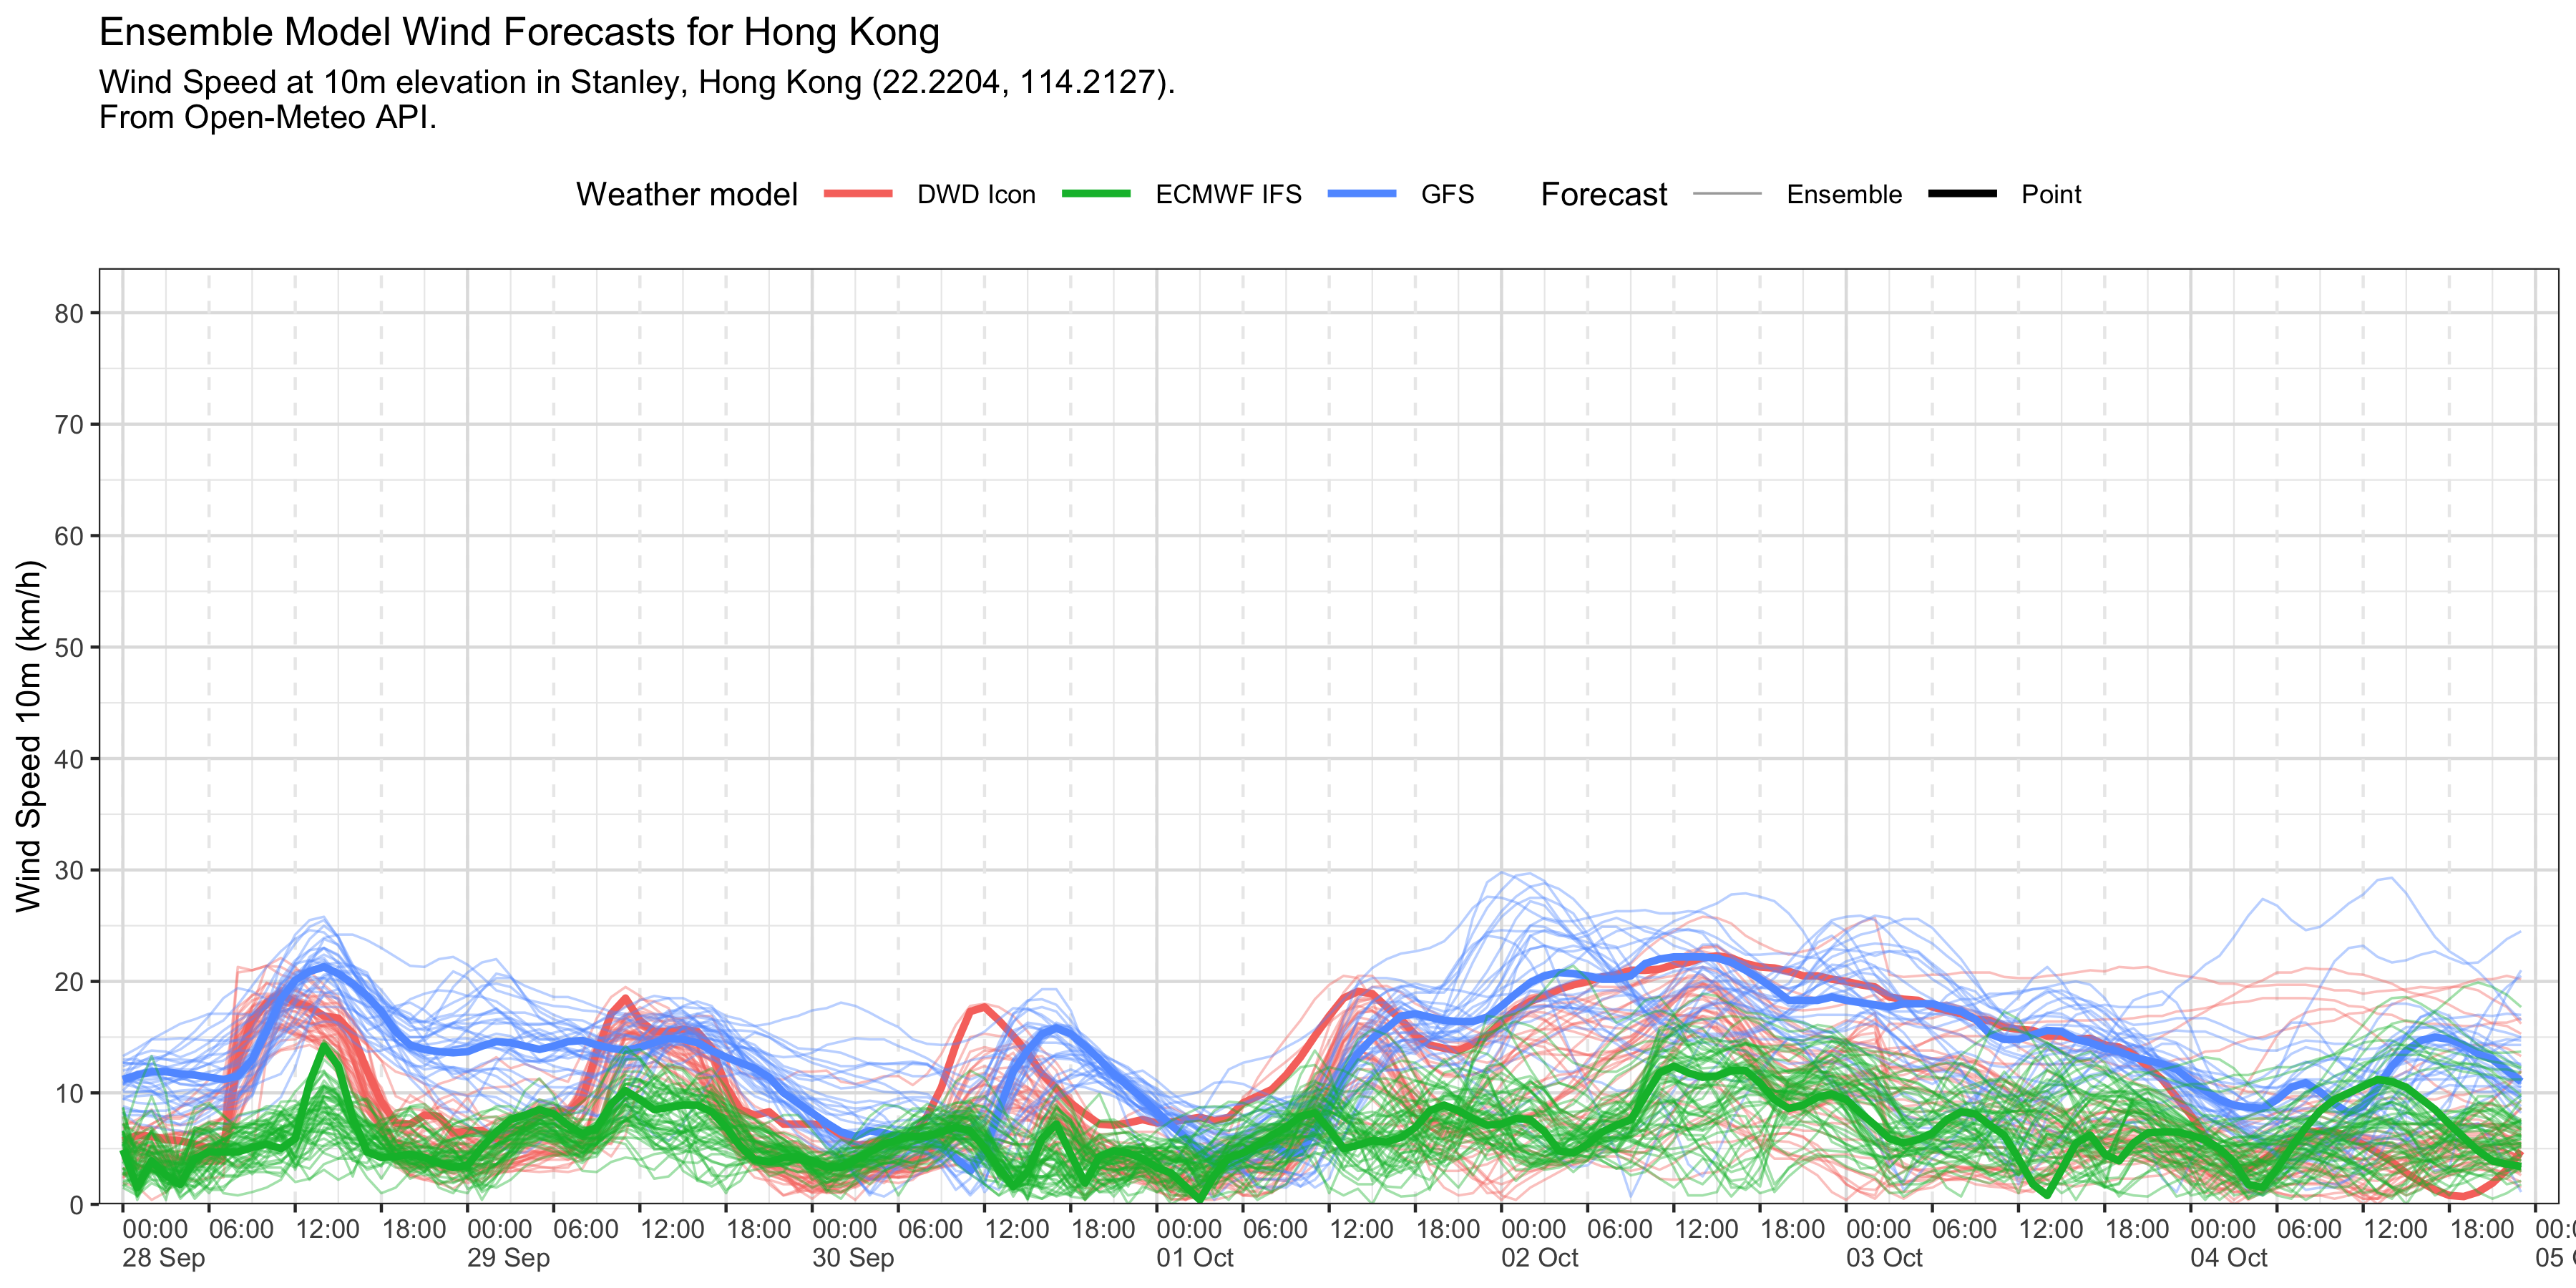 Ensemble Model Wind Forecasts for Hong Kong
Wind Speed at 10m elevation in Stanley, Hong Kong (22.2204, 114.2127).
From Open-Meteo API.
Weather model DWD Icon ECMWF IFS GFS Forecast Ensemble Point
Wind Speed 10m (km/h)
80
70
60
50
40
30
20
10
0
00:00 06:00 12:00 18:00 00:00 06:00 12:00 18:00 00:00 06:00 12:00 18:00 00:00 06:00 12:00 18:00 00:00 06:00 12:00 18:00 00:00 06:00 12:00 18:00 00:00 06:00 12:00 18:00
28 Sep 29 Sep 30 Sep 01 Oct 02 Oct 03 Oct 04 Oct